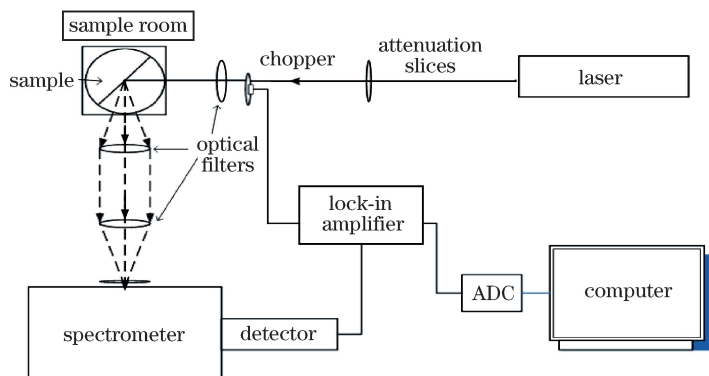 sample room
sample
chopper
attenuation
slices
laser
optical
filters
lock-in
amplifier
ADC
computer
spectrometer
detector